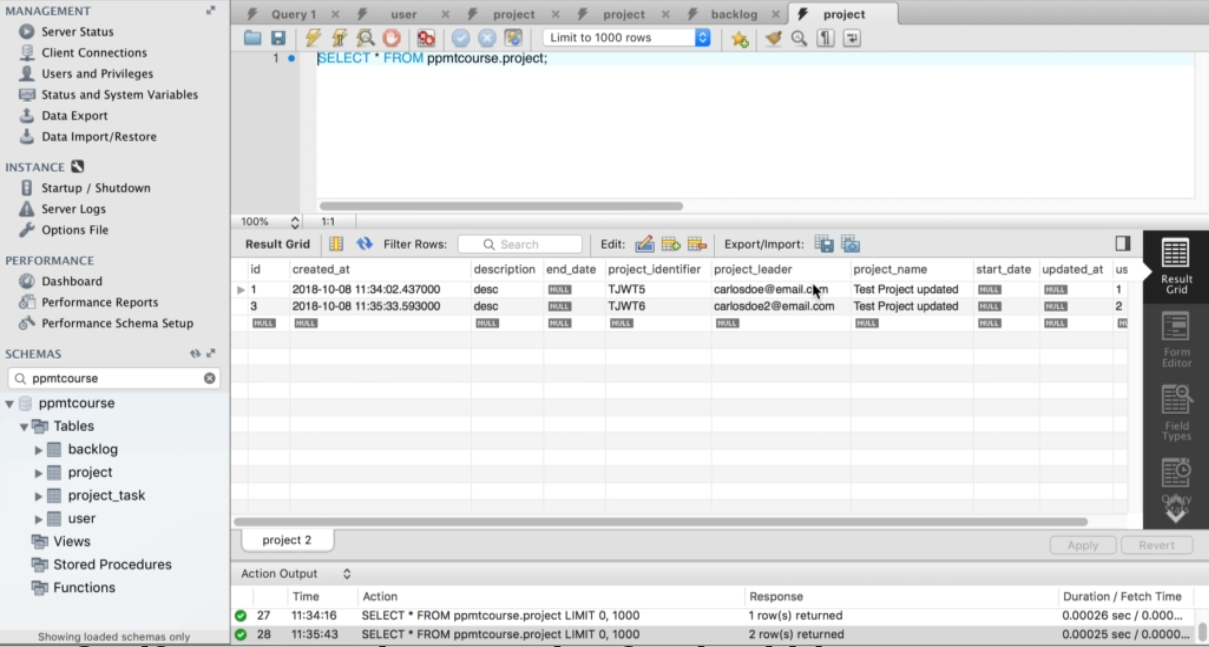 MANAGEMENT
Server Status
Client Connections
Users and Privileges
Status and System Variables
Data Export
Data Import/Restore
INSTANCE
Startup / Shutdown
Server Logs
Options File
PERFORMANCE
Dashboard
Performance Reports
Performance Schema Setup
SCHEMAS
ppmtcourse
ppmtcourse
Tables
backlog
project
project_task
user
Views
Stored Procedures
Functions
Showing loaded schemas only
Query 1 user project project backlog project
Limit to 1000 rows
1 SELECT * FROM ppmtcourse.project;
100% 1:1
Result Grid Filter Rows: Search Edit: Export/Import:
id created_at description end_date project_identifier project_leader project_name start_date updated_at us
1 2018-10-08 11:34:02.437000 desc NULL TJWT5 carlosdoe@email.com Test Project updated NULL NULL 1
3 2018-10-08 11:35:33.593000 desc NULL TJWT6 carlosdoe2@email.com Test Project updated NULL NULL 2
NULL NULL NULL NULL NULL NULL NULL NULL NULL
Result
Grid
Form
Editor
Field
Types
Query
project 2
Apply Revert
Action Output
Time Action Response Duration / Fetch Time
27 11:34:16 SELECT * FROM ppmtcourse.project LIMIT 0, 1000 1 row(s) returned 0.00026 sec / 0.000...
28 11:35:43 SELECT * FROM ppmtcourse.project LIMIT 0, 1000 2 row(s) returned 0.00025 sec / 0.0000...